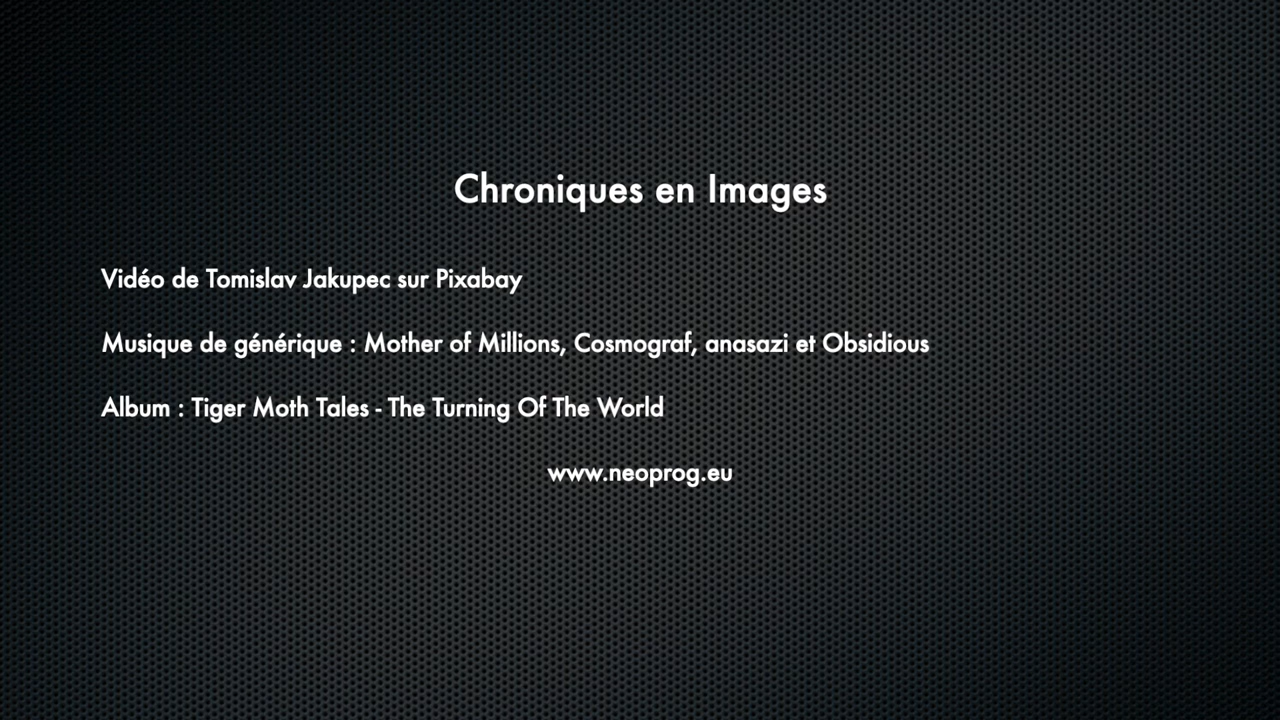 Chroniques en Images
Vidéo de Tomislav Jakupec sur Pixabay
Musique de générique : Mother of Millions, Cosmograf, anasazi et Obsidious
Album : Tiger Moth Tales - The Turning Of The World
www.neoprog.eu